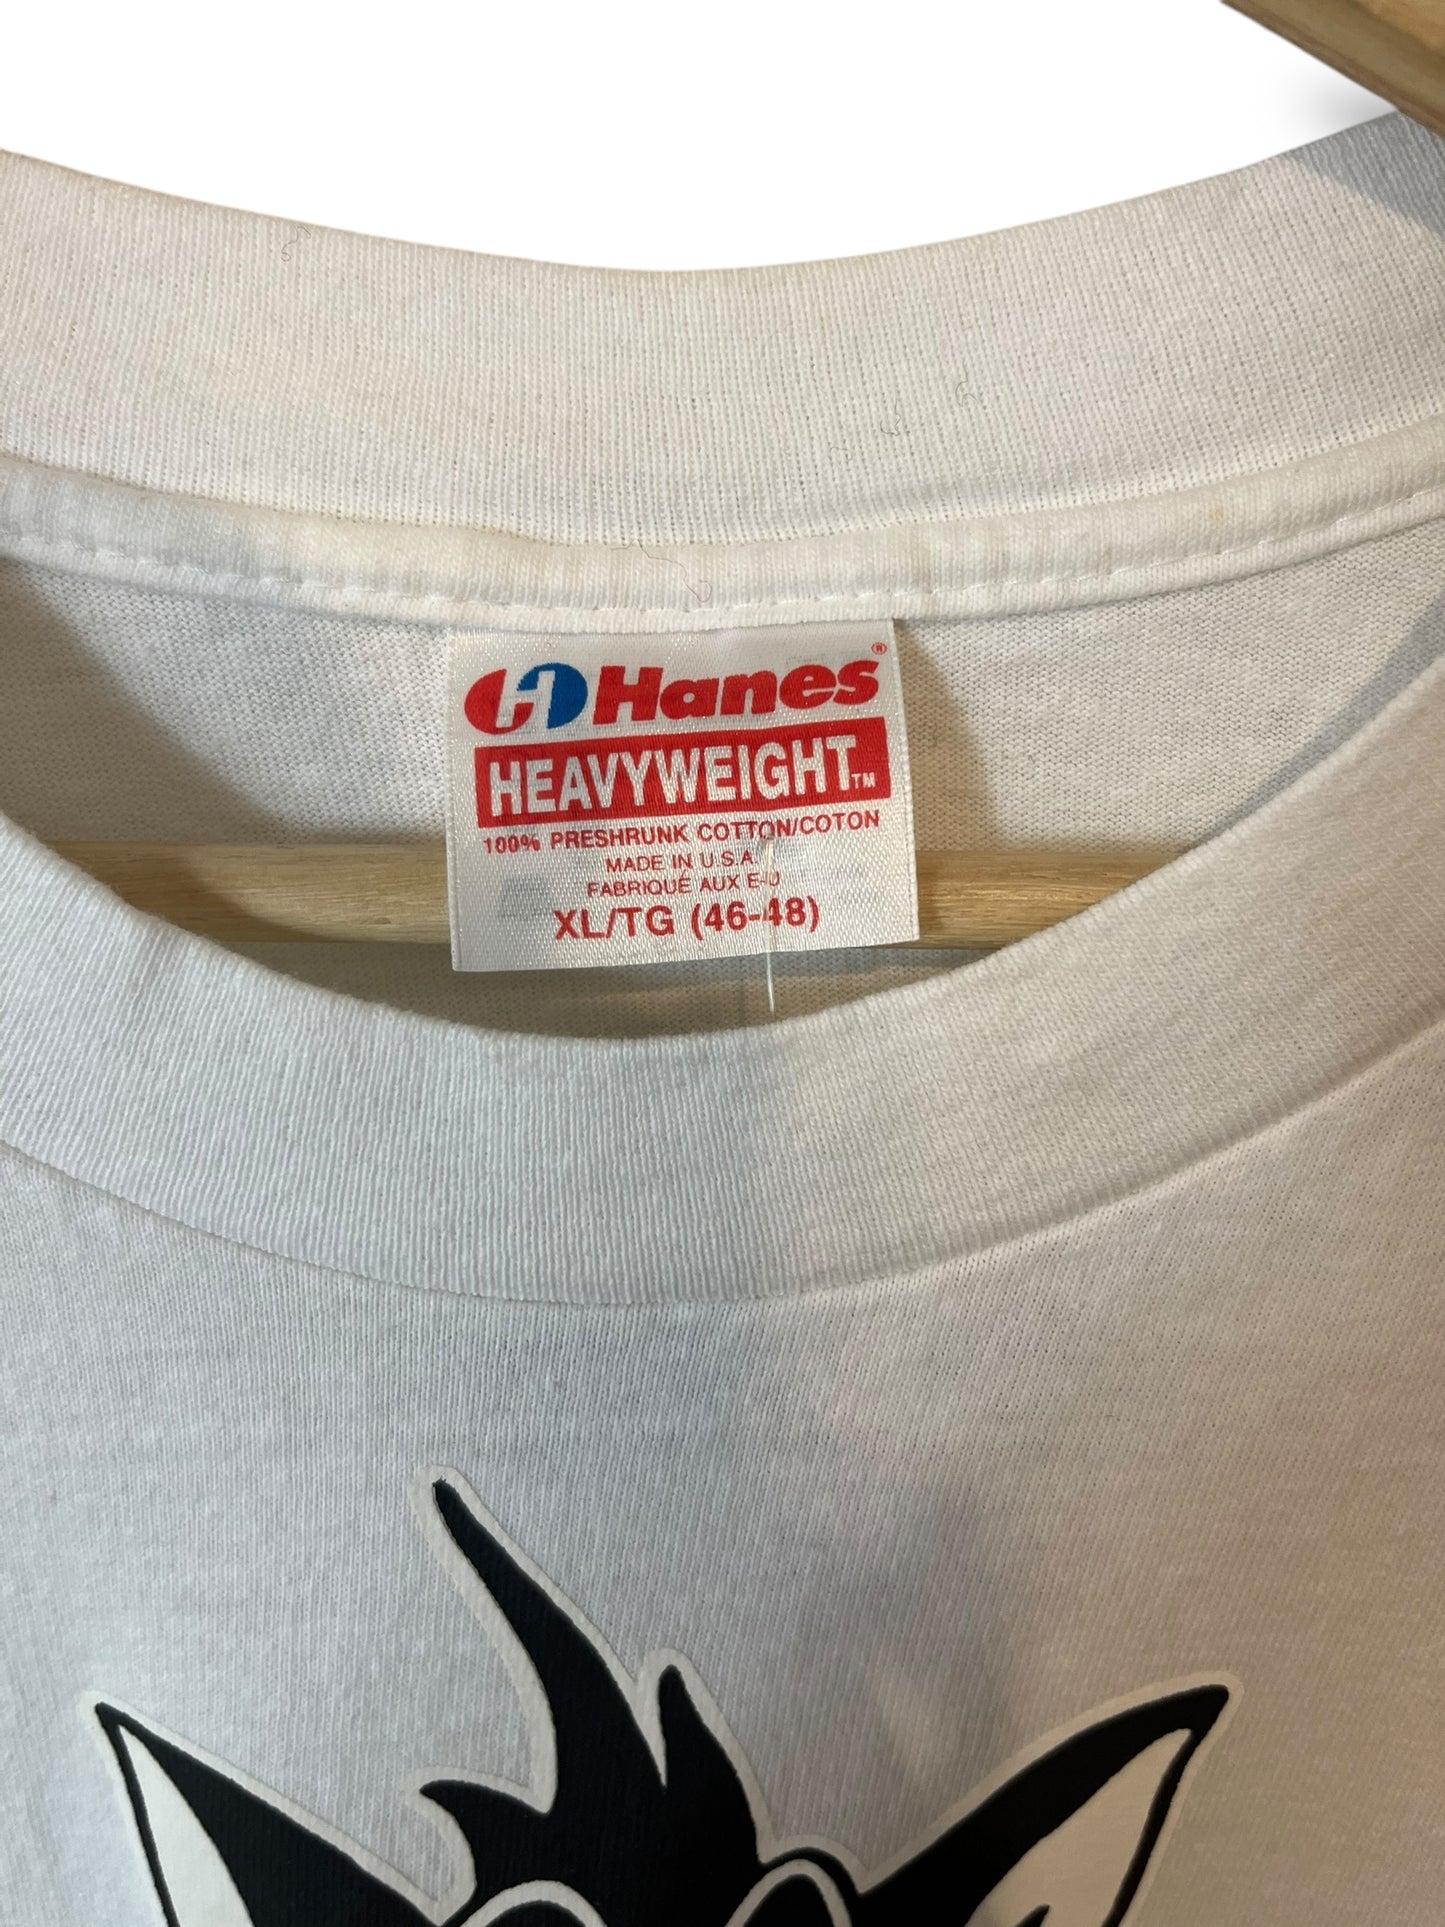 Hanes®
HEAVYWEIGHT™
100% PRESHRUNK COTTON/COTON
MADE IN U.S.A.
FABRIQUÉ AUX E-U
XL/TG (46-48)